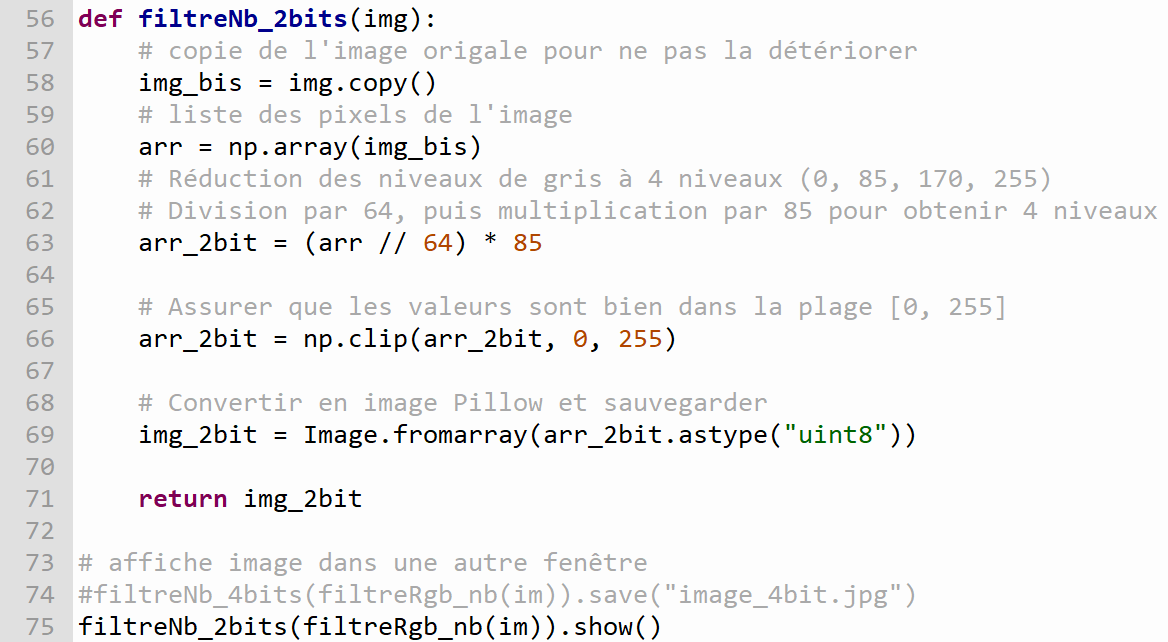 56 def filtreNb_2bits(img):
57     # copie de l'image origale pour ne pas la détériorer
58     img_bis = img.copy()
59     # liste des pixels de l'image
60     arr = np.array(img_bis)
61     # Réduction des niveaux de gris à 4 niveaux (0, 85, 170, 255)
62     # Division par 64, puis multiplication par 85 pour obtenir 4 niveaux
63     arr_2bit = (arr // 64) * 85
64
65     # Assurer que les valeurs sont bien dans la plage [0, 255]
66     arr_2bit = np.clip(arr_2bit, 0, 255)
67
68     # Convertir en image Pillow et sauvegarder
69     img_2bit = Image.fromarray(arr_2bit.astype("uint8"))
70
71     return img_2bit
72
73 # affiche image dans une autre fenêtre
74 #filtreNb_4bits(filtreRgb_nb(im)).save("image_4bit.jpg")
75 filtreNb_2bits(filtreRgb_nb(im)).show()